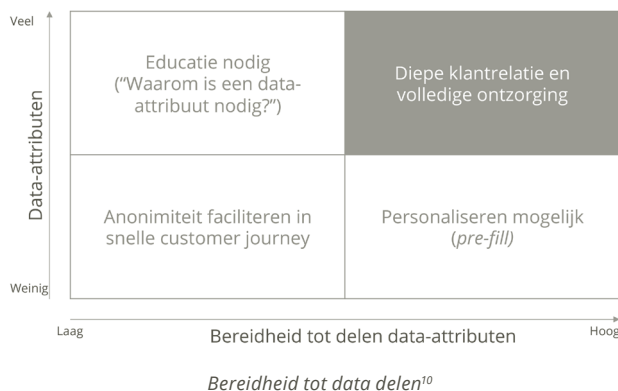 Veel
Educatie nodig
(“Waarom is een data-
attribuut nodig?”)
Diepe klantrelatie en
volledige ontzorging
Data-attributen
Anonimiteit faciliteren in
snelle customer journey
Personaliseren mogelijk
(pre-fill)
Weinig
Laag
Bereidheid tot delen data-attributen
Hoog
Bereidheid tot data delen¹⁰